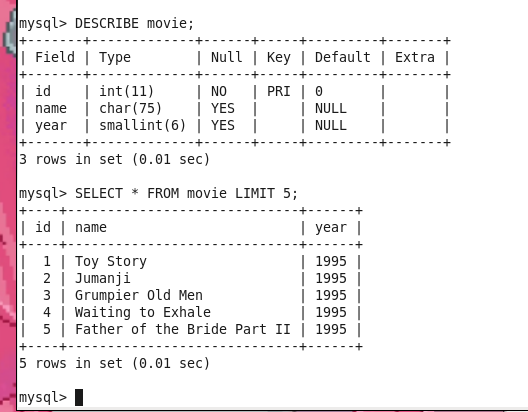 mysql> DESCRIBE movie;
+-------+-------------+------+-----+---------+-------+
| Field | Type        | Null | Key | Default | Extra |
+-------+-------------+------+-----+---------+-------+
| id    | int(11)     | NO   | PRI | 0       |       |
| name  | char(75)    | YES  |     | NULL    |       |
| year  | smallint(6) | YES  |     | NULL    |       |
+-------+-------------+------+-----+---------+-------+
3 rows in set (0.01 sec)
mysql> SELECT * FROM movie LIMIT 5;
+----+-----------------------------+------+
| id | name                        | year |
+----+-----------------------------+------+
|  1 | Toy Story                   | 1995 |
|  2 | Jumanji                     | 1995 |
|  3 | Grumpier Old Men            | 1995 |
|  4 | Waiting to Exhale           | 1995 |
|  5 | Father of the Bride Part II | 1995 |
+----+-----------------------------+------+
5 rows in set (0.01 sec)
mysql>